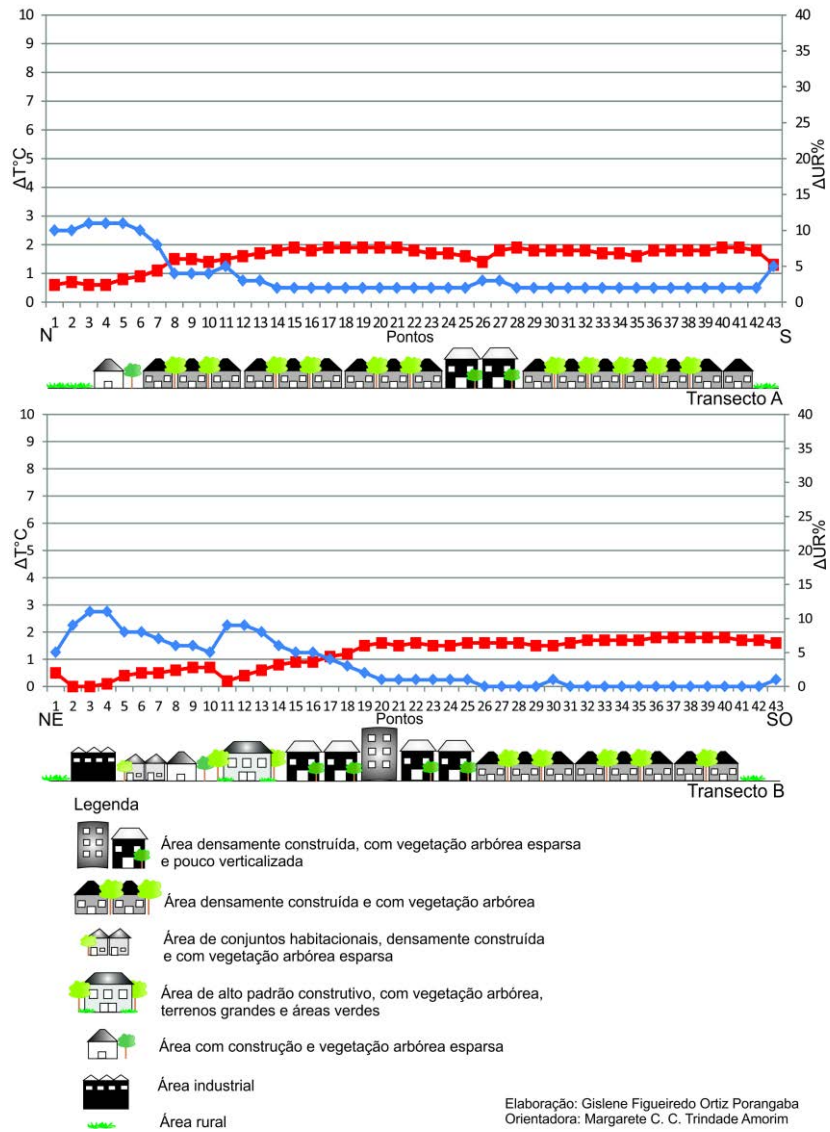 10 40
9 35
8 30
7
6 25
5 20
4 15
3
2 10
1 5
0 0
ΔT°C
ΔUR%
1 2 3 4 5 6 7 8 9 10 11 12 13 14 15 16 17 18 19 20 21 22 23 24 25 26 27 28 29 30 31 32 33 34 35 36 37 38 39 40 41 42 43
N Pontos S
Transecto A
10 40
9 35
8 30
7
6 25
5 20
4 15
3
2 10
1 5
0 0
ΔT°C
ΔUR%
1 2 3 4 5 6 7 8 9 10 11 12 13 14 15 16 17 18 19 20 21 22 23 24 25 26 27 28 29 30 31 32 33 34 35 36 37 38 39 40 41 42 43
NE Pontos SO
Transecto B
Legenda
Área densamente construída, com vegetação arbórea esparsa
e pouco verticalizada
Área densamente construída e com vegetação arbórea
Área de conjuntos habitacionais, densamente construída
e com vegetação arbórea esparsa
Área de alto padrão construtivo, com vegetação arbórea,
terrenos grandes e áreas verdes
Área com construção e vegetação arbórea esparsa
Área industrial
Área rural
Elaboração: Gislene Figueiredo Ortiz Porangaba
Orientadora: Margarete C. C. Trindade Amorim